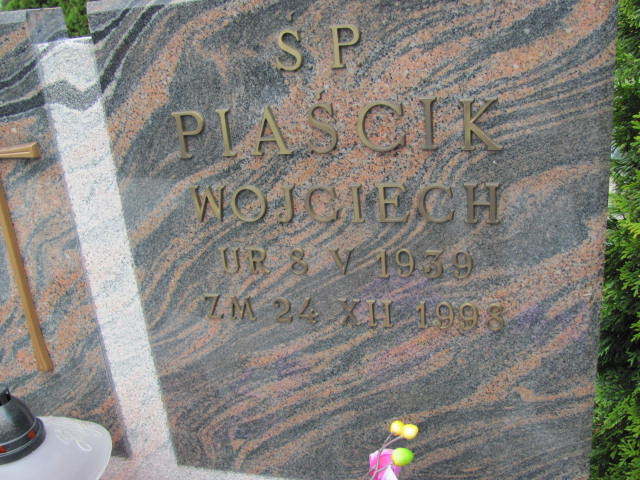 ŚP
PIAŚCIK
WOJCIECH
UR 8 V 1939
ZM 24 XII 1998